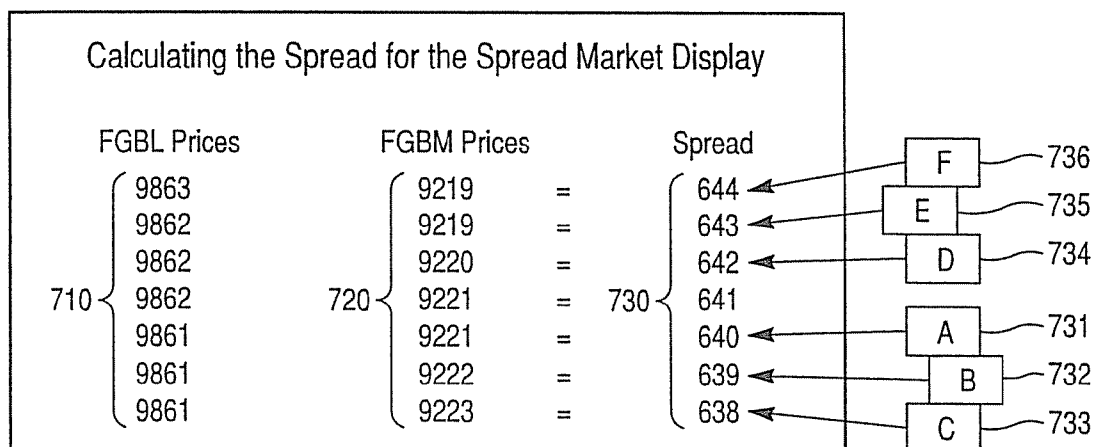 Calculating the Spread for the Spread Market Display
FGBL Prices FGBM Prices Spread
9863 9219 = 644 F 736
9862 9219 = 643 E 735
9862 9220 = 642 D 734
710 9862 720 9221 = 730 641
9861 9221 = 640 A 731
9861 9222 = 639 B 732
9861 9223 = 638 C 733